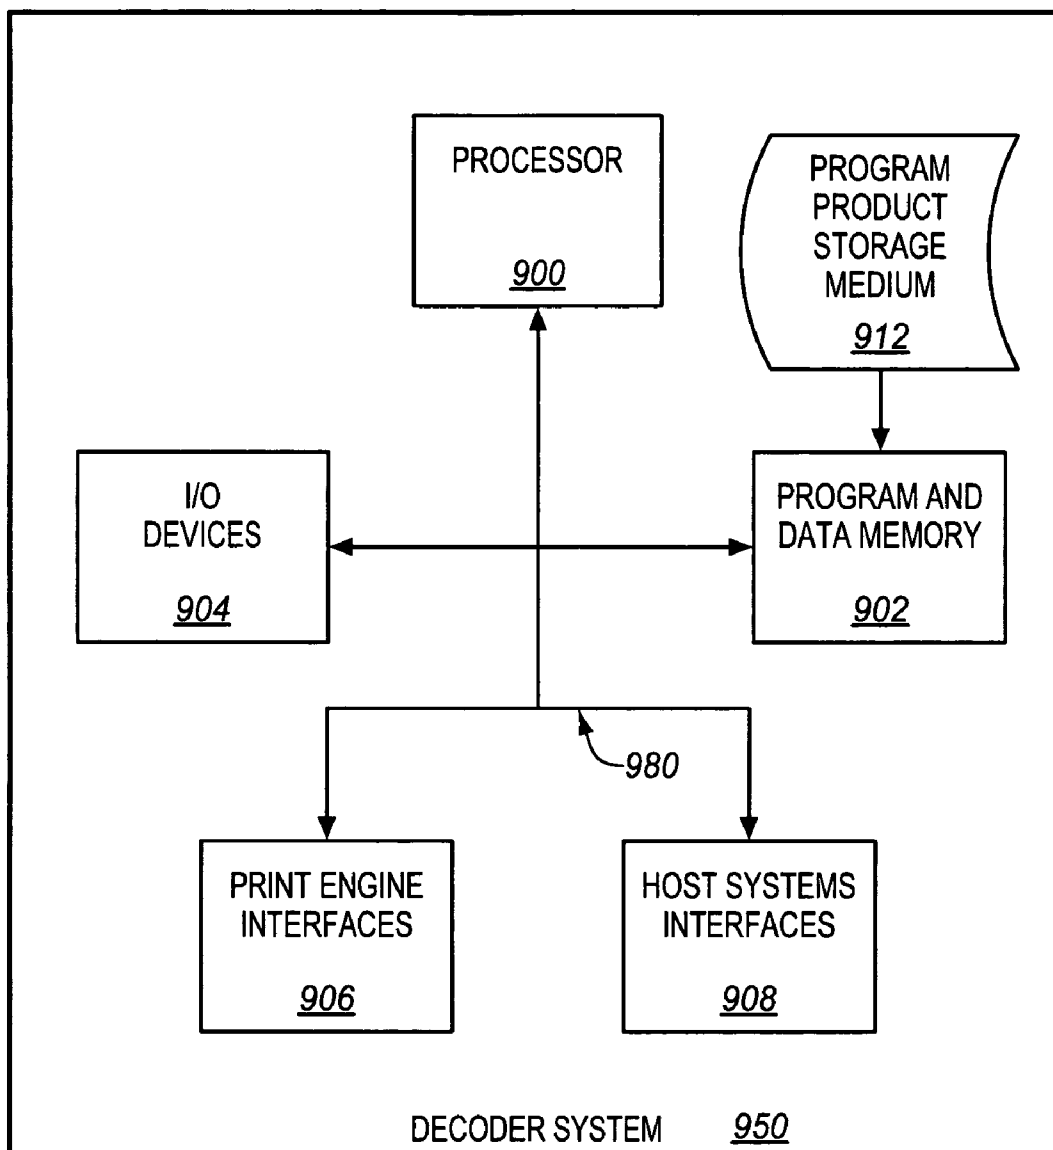 PROCESSOR
900
PROGRAM
PRODUCT
STORAGE
MEDIUM
912
I/O
DEVICES
904
PROGRAM AND
DATA MEMORY
902
980
PRINT ENGINE
INTERFACES
906
HOST SYSTEMS
INTERFACES
908
DECODER SYSTEM 950